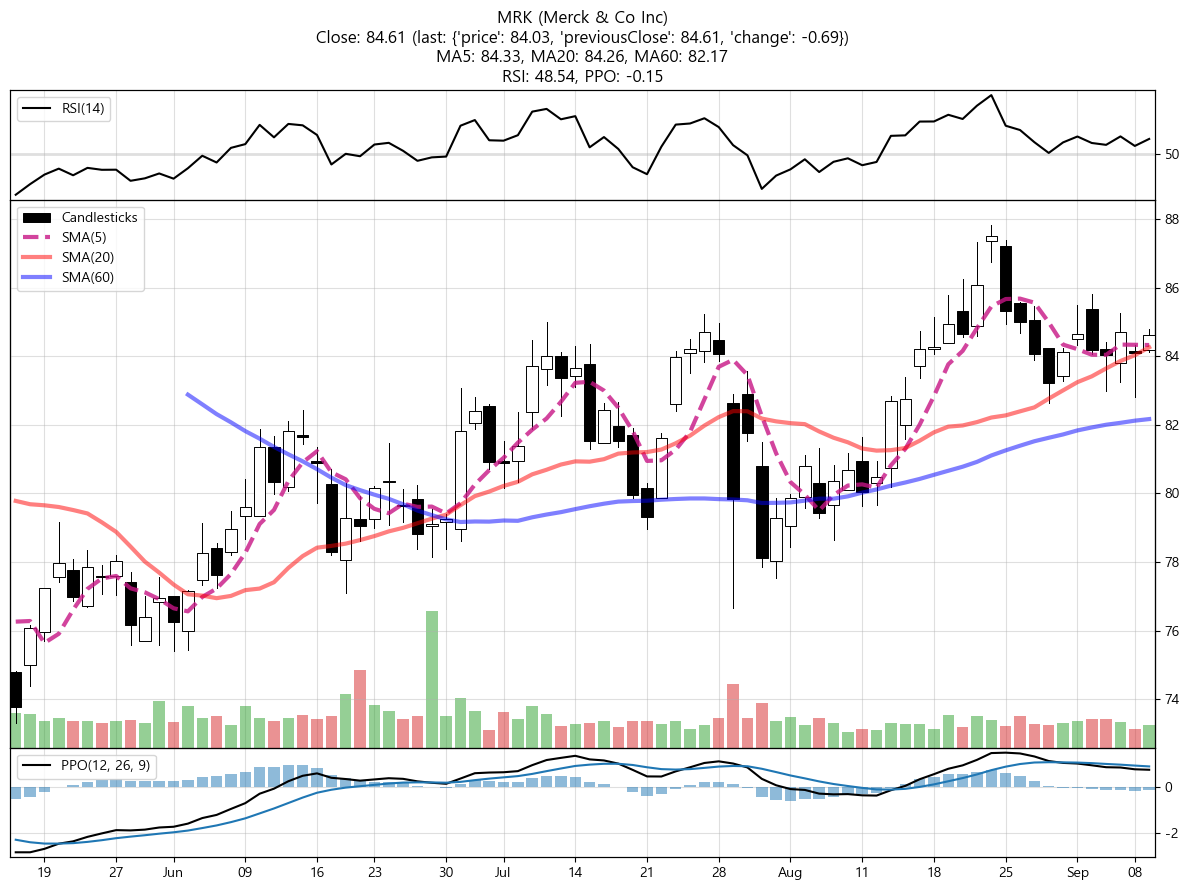 MRK (Merck & Co Inc)
Close: 84.61 (last: {'price': 84.03, 'previousClose': 84.61, 'change': -0.69})
MA5: 84.33, MA20: 84.26, MA60: 82.17
RSI: 48.54, PPO: -0.15
RSI(14)
50
Candlesticks
SMA(5)
SMA(20)
SMA(60)
88
86
84
82
80
78
76
74
PPO(12, 26, 9)
0
-2
19 27 Jun 09 16 23 30 Jul 14 21 28 Aug 11 18 25 Sep 08